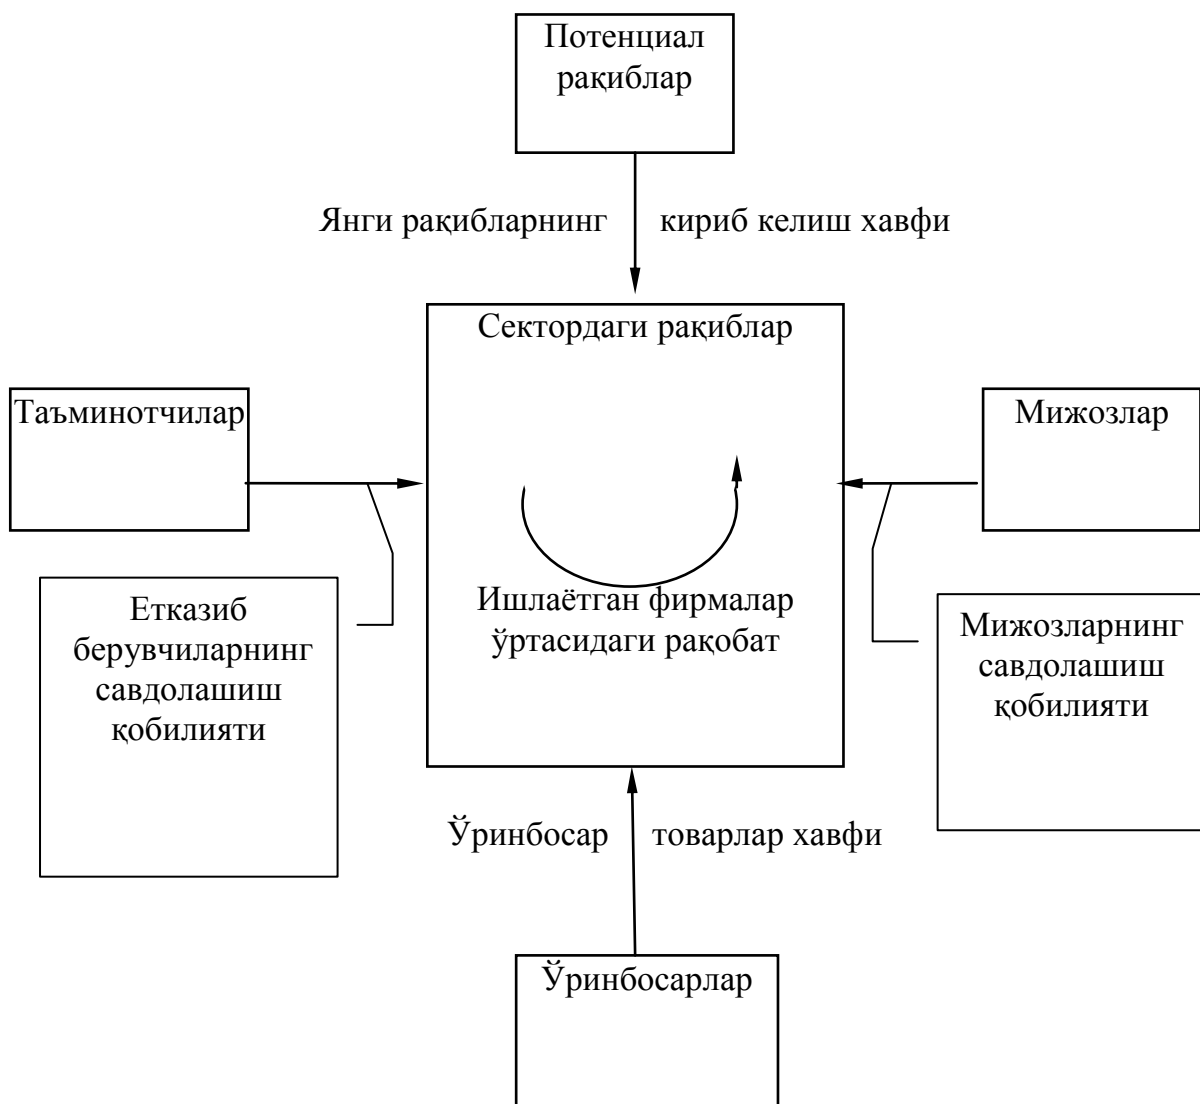 Потенциал
рақиблар
Янги рақибларнинг кириб келиш хавфи
Сектордаги рақиблар
Таъминотчилар
Мижозлар
Ишлаётган фирмалар
ўртасидаги рақобат
Етказиб
берувчиларнинг
савдолашиш
қобилияти
Мижозларнинг
савдолашиш
қобилияти
Ўринбосар товарлар хавфи
Ўринбосарлар